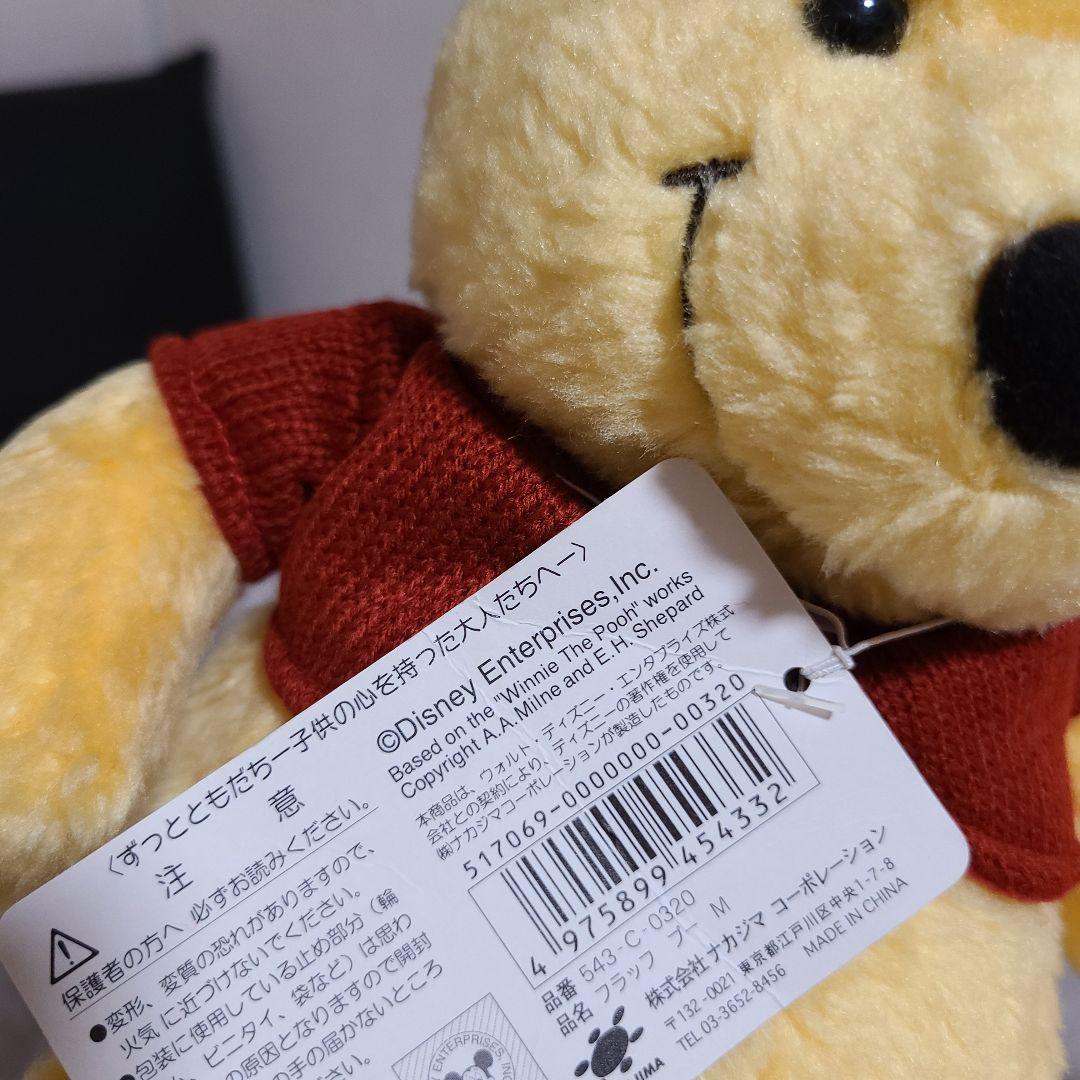 〈ずっとともだちー子供の心を持った大人たちへー〉
注 意
保護者の方へ 必ずお読みください。
●変形、変質の恐れがありますので、
火気に近づけないでください。
●包装に使用している止め部分（輪
ビニタイ、袋など）は思わ
の原因となりますので開封
の手の届かないところ
ださい。
©Disney Enterprises,Inc.
Based on the "Winnie The Pooh" works
Copyright A.A.Milne and E.H. Shepard
本商品は、ウォルト・ディズニー・エンタプライズ株式
会社との契約により、ディズニーの著作権を使用して
㈱ナカジマコーポレーションが製造したものです。
517069-0000000-00320
4 975899 454332
品番 543-C-0320
品名 フラッフ プー M
株式会社 ナカジマ コーポレーション
〒132-0021 東京都江戸川区中央1-7-8
TEL 03-3652-8456 MADE IN CHINA
ENTERPRISES, INC.
JIMA